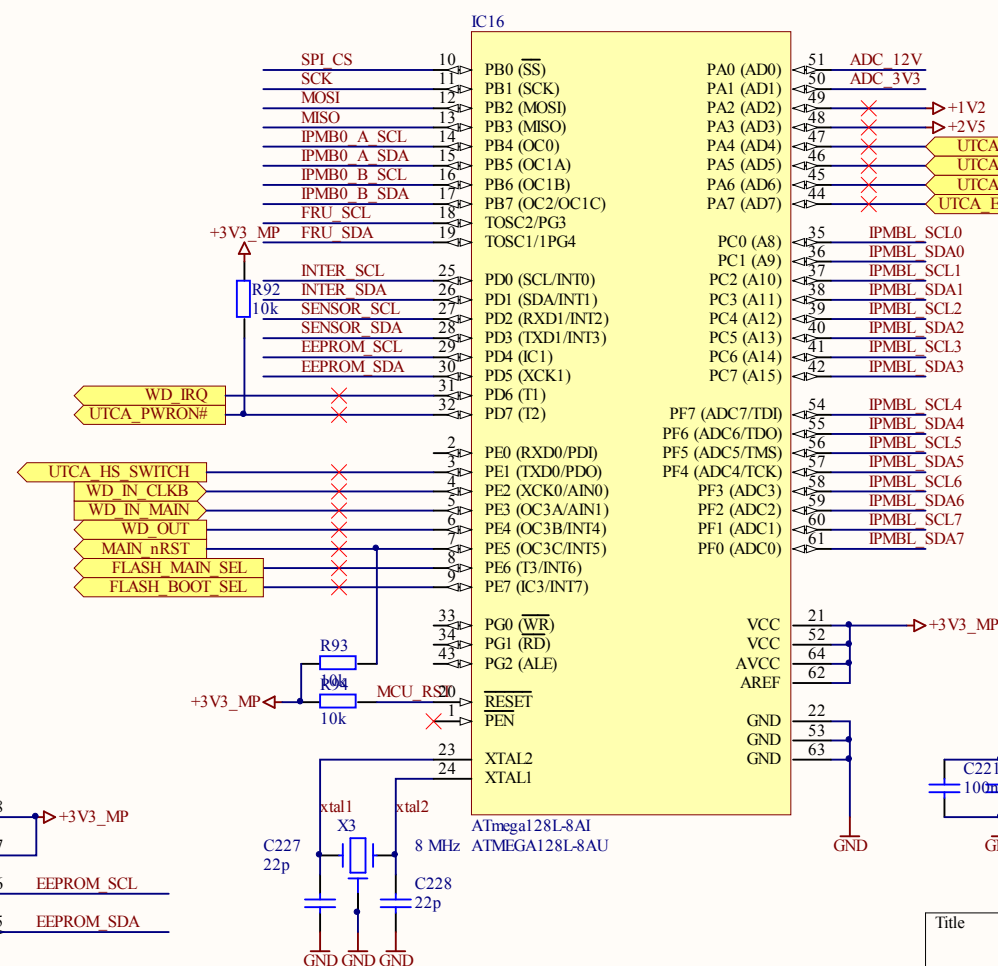 IC16
SPI_CS 10 PB0 (SS) PA0 (AD0) 51 ADC_12V
SCK 11 PB1 (SCK) PA1 (AD1) 50 ADC_3V3
MOSI 12 PB2 (MOSI) PA2 (AD2) 49 +1V2
MISO 13 PB3 (MISO) PA3 (AD3) 48 +2V5
IPMB0_A_SCL 14 PB4 (OC0) PA4 (AD4) 47 UTCA
IPMB0_A_SDA 15 PB5 (OC1A) PA5 (AD5) 46 UTCA
IPMB0_B_SCL 16 PB6 (OC1B) PA6 (AD6) 45 UTCA
IPMB0_B_SDA 17 PB7 (OC2/OC1C) PA7 (AD7) 44 UTCA_E
FRU_SCL 18 TOSC2/PG3
+3V3_MP FRU_SDA 19 TOSC1/1PG4 PC0 (A8) 35 IPMBL_SCL0
PC1 (A9) 36 IPMBL_SDA0
INTER_SCL 25 PD0 (SCL/INT0) PC2 (A10) 37 IPMBL_SCL1
R92 INTER_SDA 26 PD1 (SDA/INT1) PC3 (A11) 38 IPMBL_SDA1
10k SENSOR_SCL 27 PD2 (RXD1/INT2) PC4 (A12) 39 IPMBL_SCL2
SENSOR_SDA 28 PD3 (TXD1/INT3) PC5 (A13) 40 IPMBL_SDA2
EEPROM_SCL 29 PD4 (IC1) PC6 (A14) 41 IPMBL_SCL3
EEPROM_SDA 30 PD5 (XCK1) PC7 (A15) 42 IPMBL_SDA3
WD_IRQ 31 PD6 (T1)
UTCA_PWRON# 32 PD7 (T2) PF7 (ADC7/TDI) 54 IPMBL_SCL4
PF6 (ADC6/TDO) 55 IPMBL_SDA4
2 PE0 (RXD0/PDI) PF5 (ADC5/TMS) 56 IPMBL_SCL5
UTCA_HS_SWITCH 3 PE1 (TXD0/PDO) PF4 (ADC4/TCK) 57 IPMBL_SDA5
WD_IN_CLKB 4 PE2 (XCK0/AIN0) PF3 (ADC3) 58 IPMBL_SCL6
WD_IN_MAIN 5 PE3 (OC3A/AIN1) PF2 (ADC2) 59 IPMBL_SDA6
WD_OUT 6 PE4 (OC3B/INT4) PF1 (ADC1) 60 IPMBL_SCL7
MAIN_nRST 7 PE5 (OC3C/INT5) PF0 (ADC0) 61 IPMBL_SDA7
FLASH_MAIN_SEL 8 PE6 (T3/INT6)
FLASH_BOOT_SEL 9 PE7 (IC3/INT7)
33 PG0 (WR) VCC 21 +3V3_MP
R93 34 PG1 (RD) VCC 52
43 PG2 (ALE) AVCC 64
10k AREF 62
R94
+3V3_MP MCU_RST 20 RESET
10k 1 PEN GND 22
GND 53
23 XTAL2 GND 63
24 XTAL1
C221
100n
xtal1 xtal2
8 +3V3_MP X3 ATmega128L-8AI
C227 8 MHz ATMEGA128L-8AU GND
22p
7
EEPROM_SCL C228
22p
EEPROM_SDA Title
GND GND GND